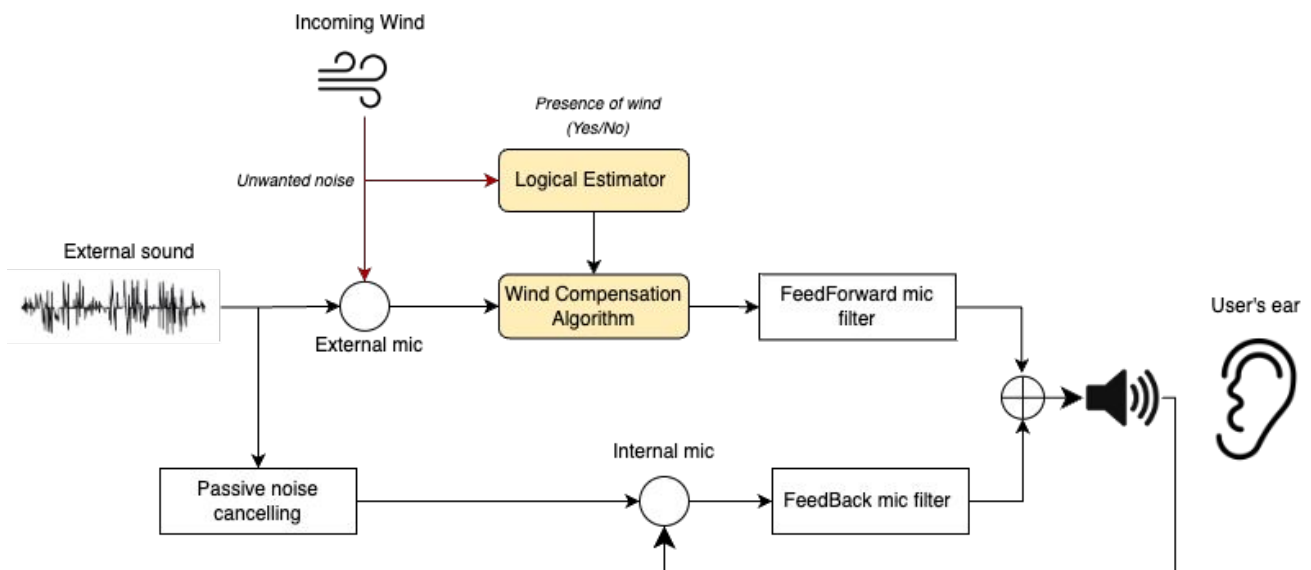 Incoming Wind
Presence of wind
(Yes/No)
Unwanted noise
Logical Estimator
External sound
Wind Compensation
Algorithm
FeedForward mic
filter
User's ear
External mic
Internal mic
Passive noise
cancelling
FeedBack mic filter